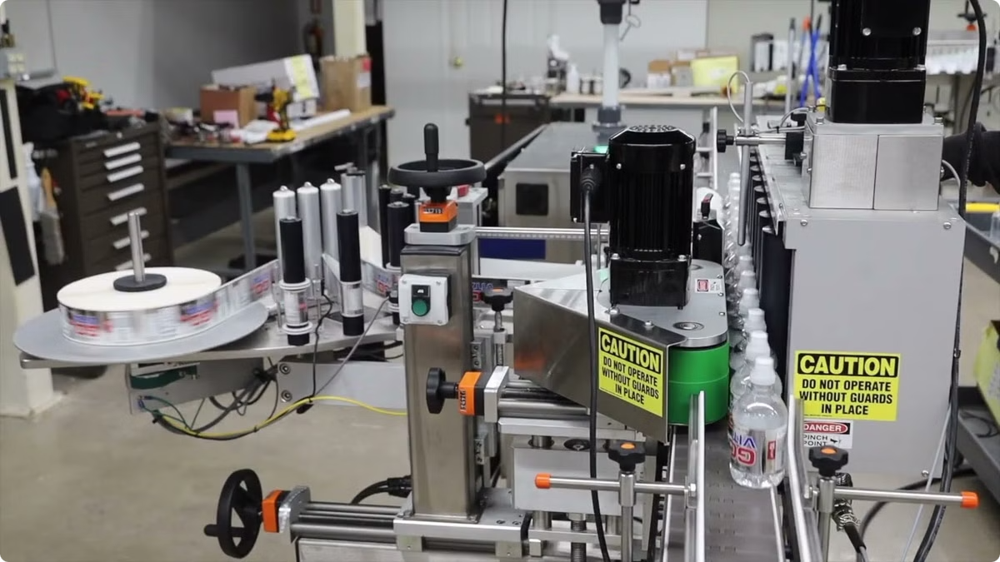 CAUTION
DO NOT OPERATE
WITHOUT GUARDS
IN PLACE
CAUTION
DO NOT OPERATE
WITHOUT GUARDS
IN PLACE
DANGER
PINCH
POINT